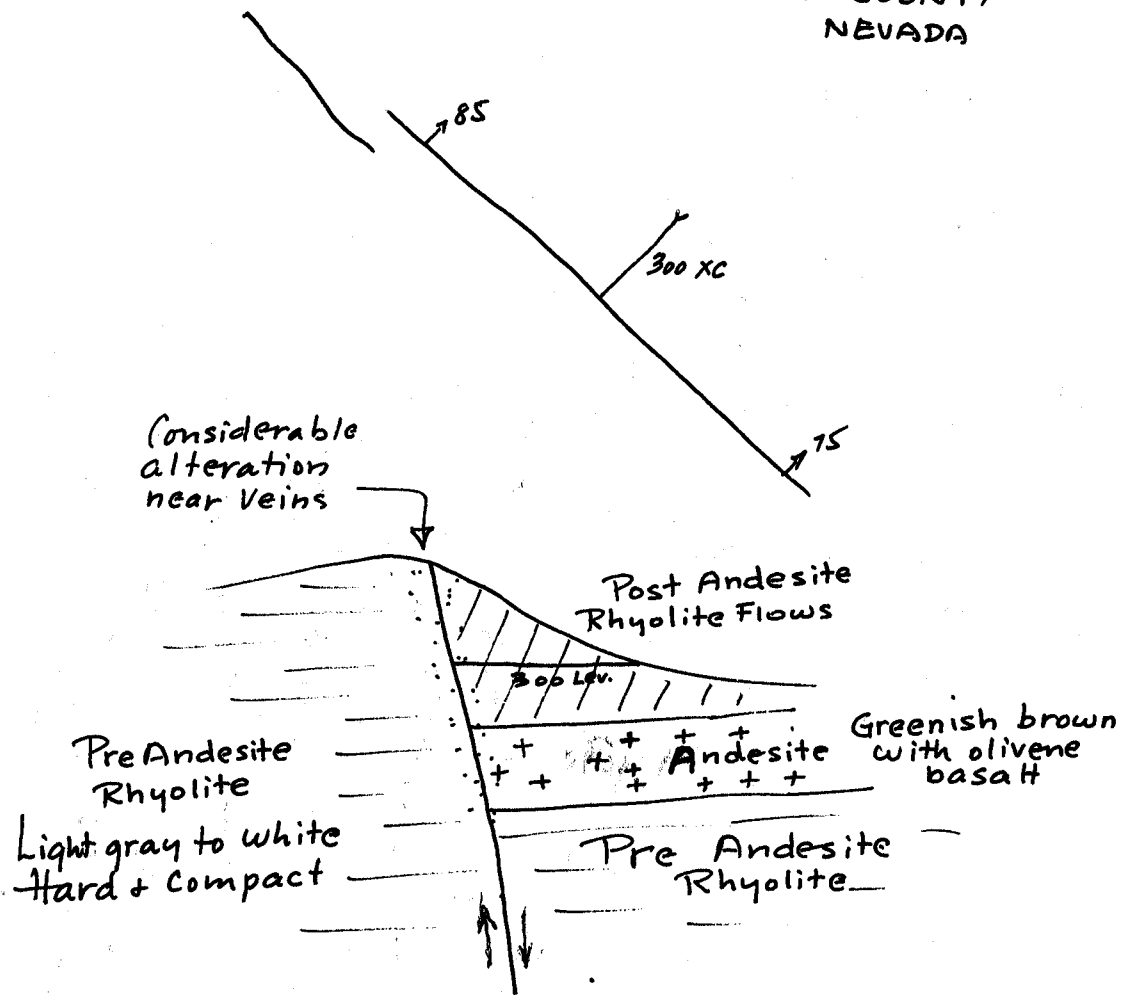 NEVADA
85
300 XC
75
Considerable
alteration
near Veins
Post Andesite
Rhyolite Flows
300 Lev.
Andesite
Greenish brown
with olivene
basalt
Pre Andesite
Rhyolite
Light gray to white
Hard & Compact
Pre Andesite
Rhyolite